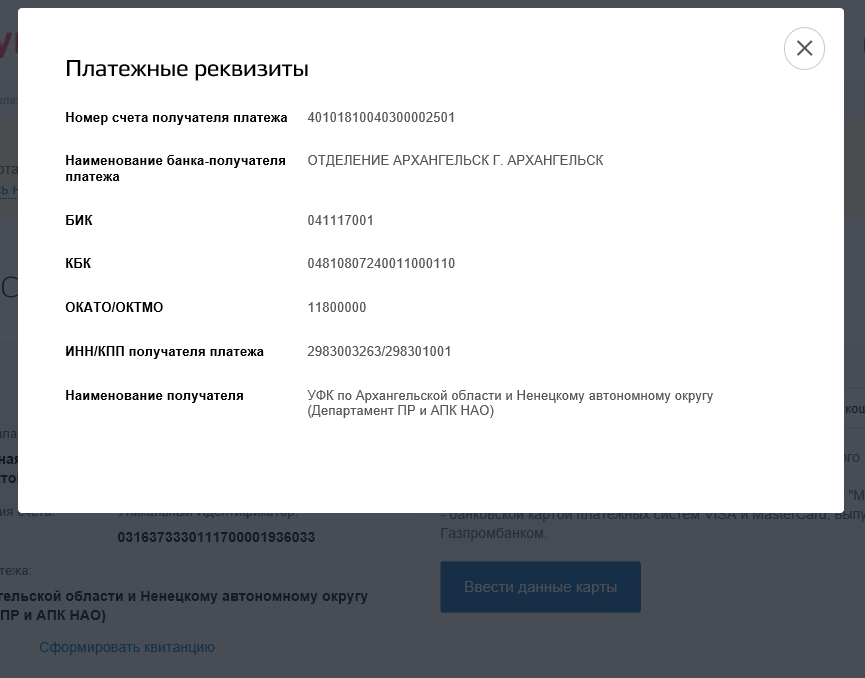 Платежные реквизиты
Номер счета получателя платежа 40101810040300002501
Наименование банка-получателя ОТДЕЛЕНИЕ АРХАНГЕЛЬСК Г. АРХАНГЕЛЬСК
платежа
БИК 041117001
КБК 04810807240011000110
ОКАТО/ОКТМО 11800000
ИНН/КПП получателя платежа 2983003263/298301001
Наименование получателя УФК по Архангельской области и Ненецкому автономному округу
(Департамент ПР и АПК НАО)
Уникальный идентификатор:
0316373330111700001936033
- банковской картой платежных систем VISA и MasterCard,
Газпромбанком.
тежа:
гельской области и Ненецкому автономному округу
ПР и АПК НАО)
Ввести данные карты
Сформировать квитанцию